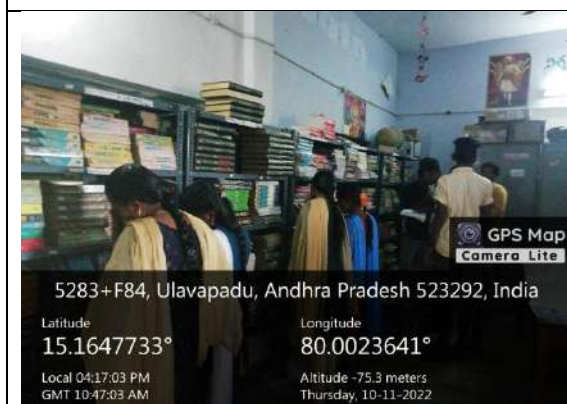 GPS Map
Camera Lite
5283+F84, Ulavapadu, Andhra Pradesh 523292, India
Latitude
Longitude
15.1647733°
80.0023641°
Local 04:17:03 PM
Altitude -75.3 meters
GMT 10:47:03 AM
Thursday, 10-11-2022